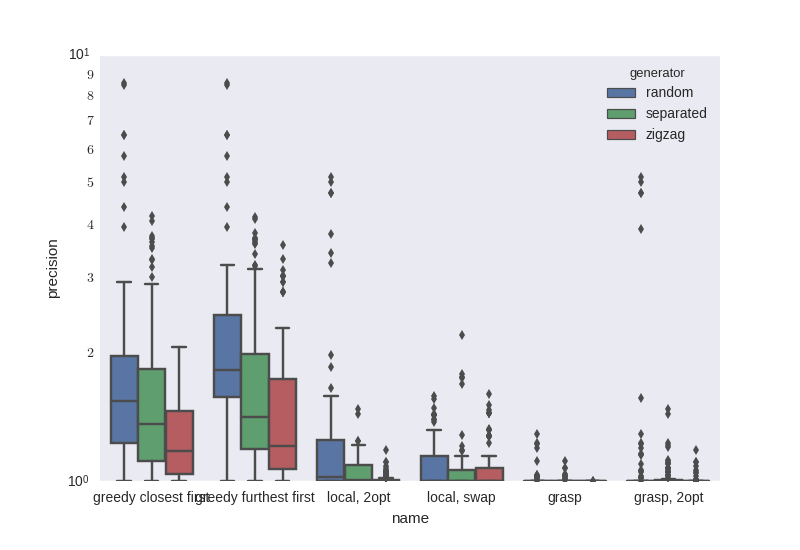 10¹
9
8
7
6
5
4
3
2
10⁰
precision
generator
random
separated
zigzag
greedy closest first
greedy furthest first
local, 2opt
local, swap
grasp
grasp, 2opt
name